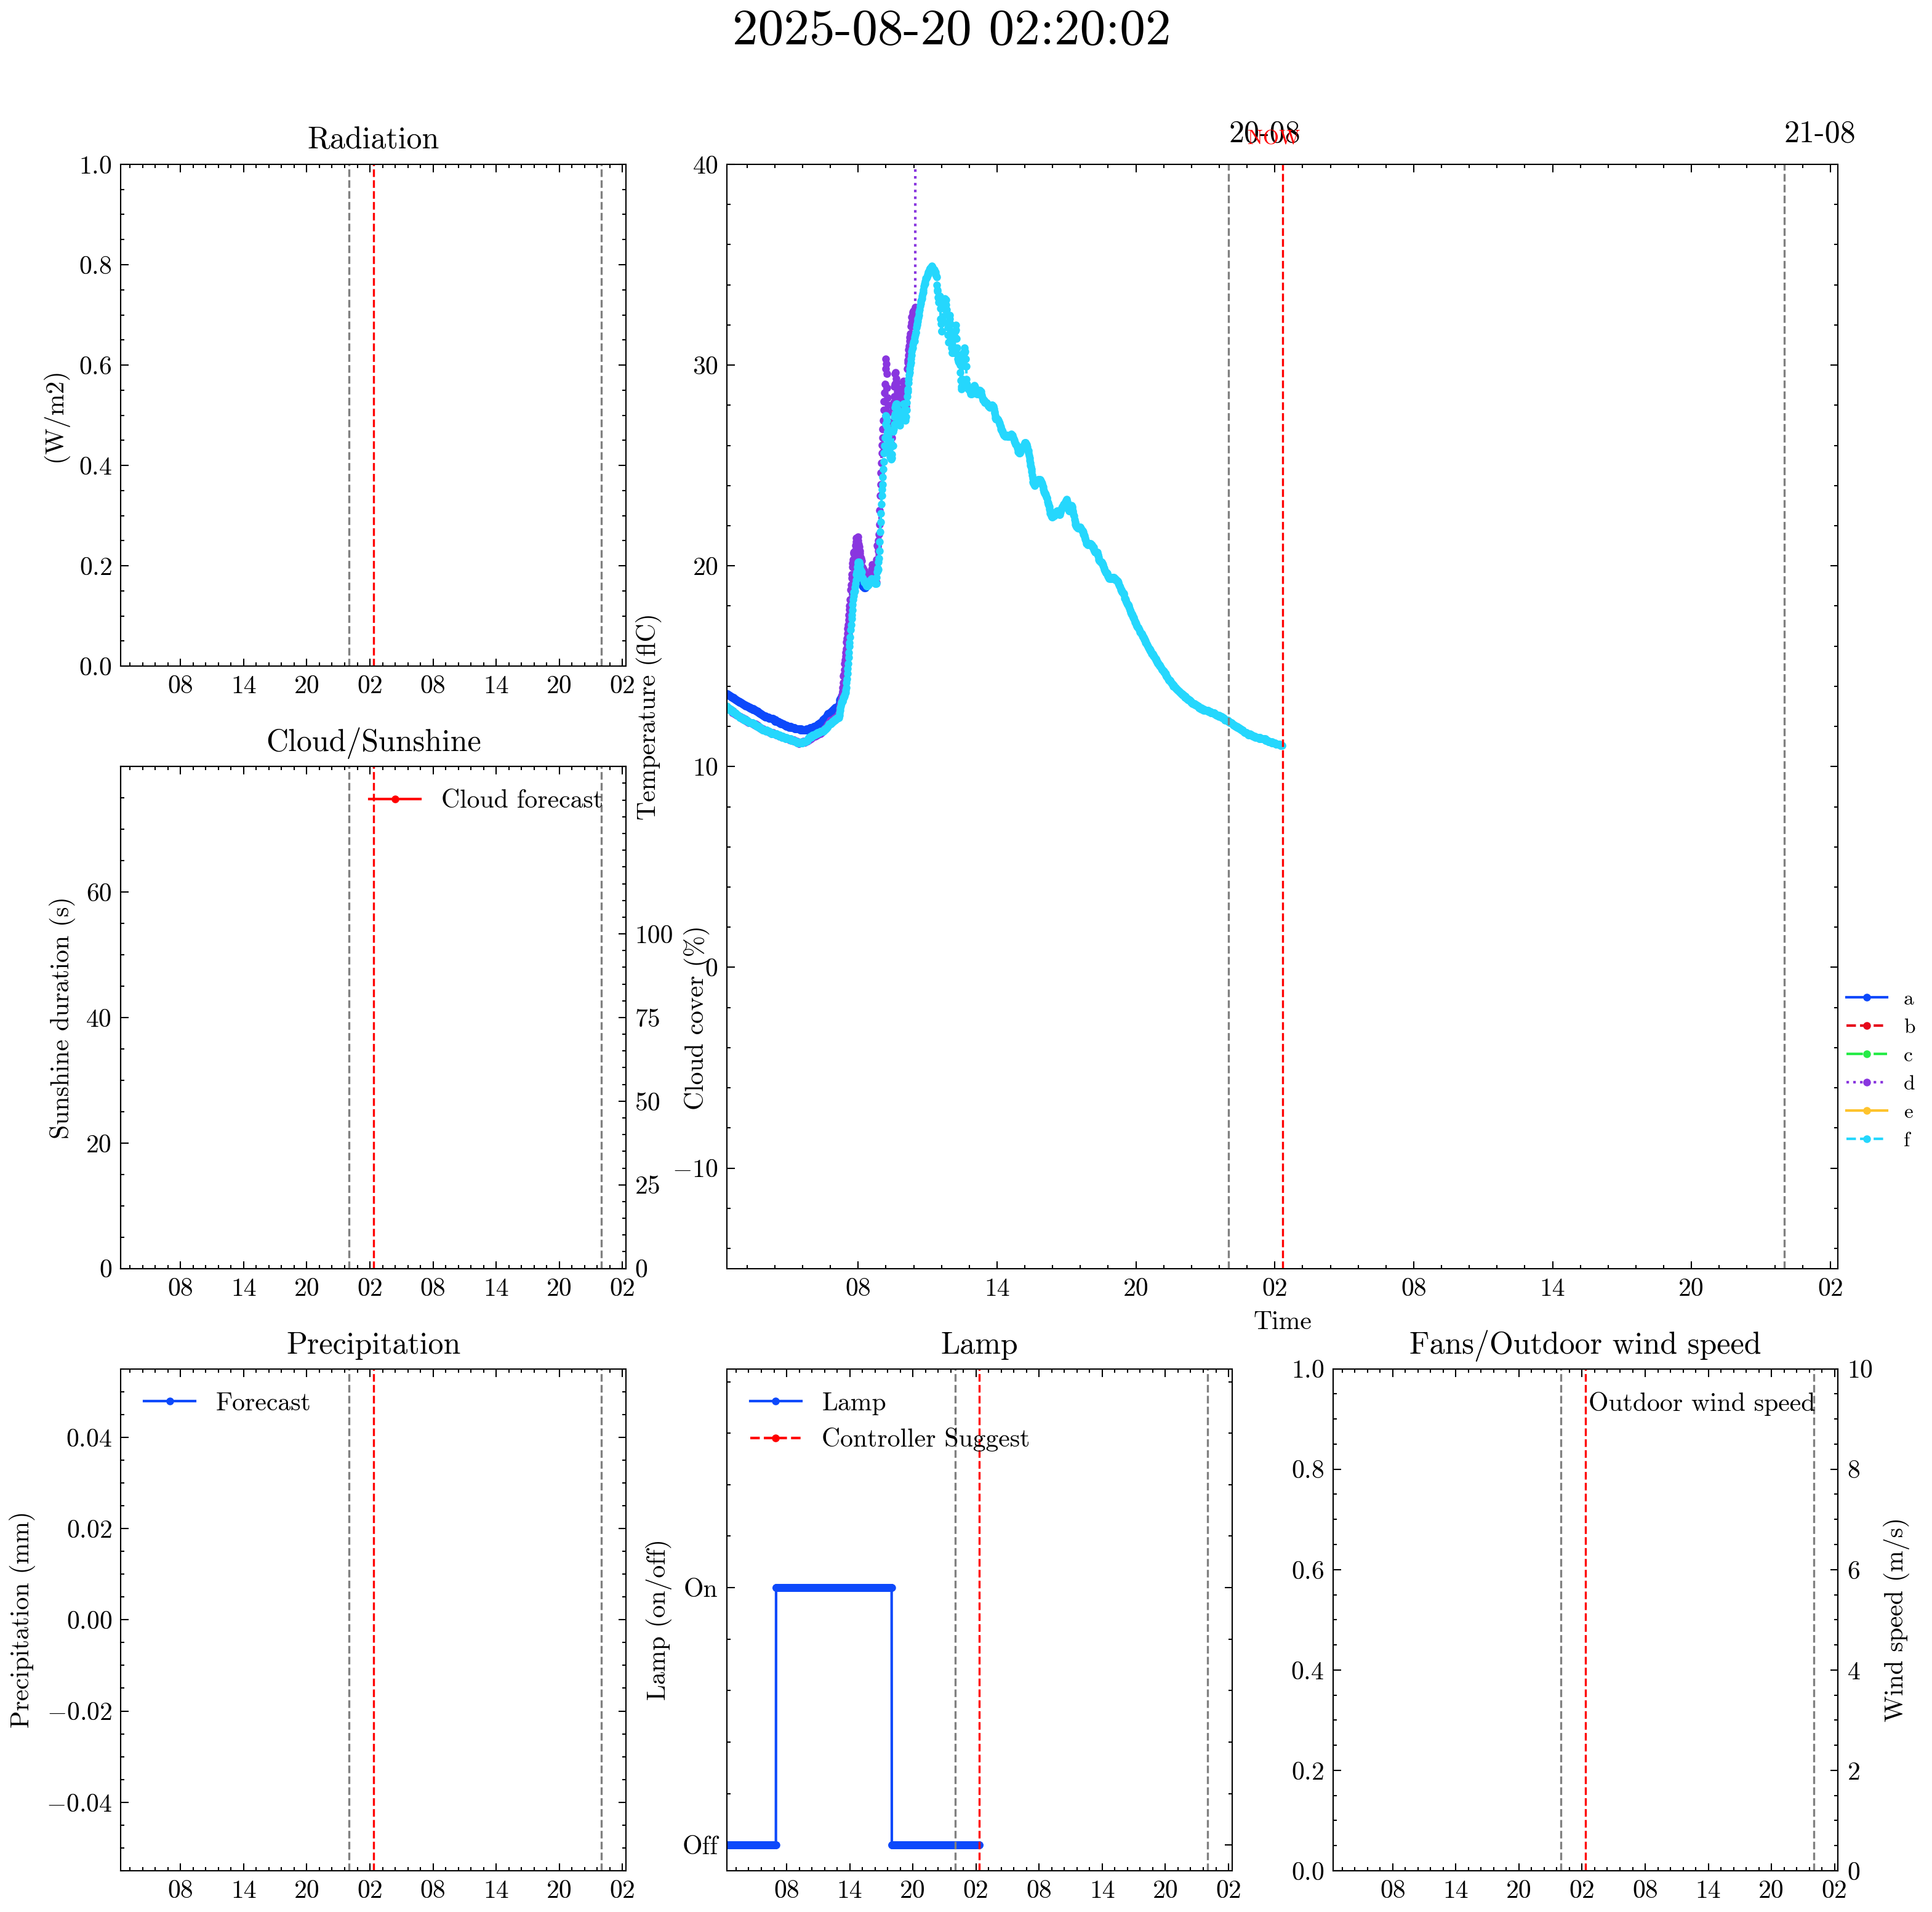 2025-08-20 02:20:02
Radiation
(W/m2)
1.0
0.8
0.6
0.4
0.2
0.0
08 14 20 02 08 14 20 02
20-08
NOW
21-08
Temperature (flC)
40
30
20
10
0
−10
08 14 20 02 08 14 20 02
Time
a
b
c
d
e
f
Cloud/Sunshine
Cloud forecast
Sunshine duration (s)
60
40
20
0
Cloud cover (%)
100
75
50
25
0
08 14 20 02 08 14 20 02
Precipitation
Forecast
Precipitation (mm)
0.04
0.02
0.00
−0.02
−0.04
08 14 20 02 08 14 20 02
Lamp
Lamp
Controller Suggest
Lamp (on/off)
On
Off
08 14 20 02 08 14 20 02
Fans/Outdoor wind speed
Outdoor wind speed
1.0
0.8
0.6
0.4
0.2
0.0
10
8
6
4
2
0
Wind speed (m/s)
08 14 20 02 08 14 20 02